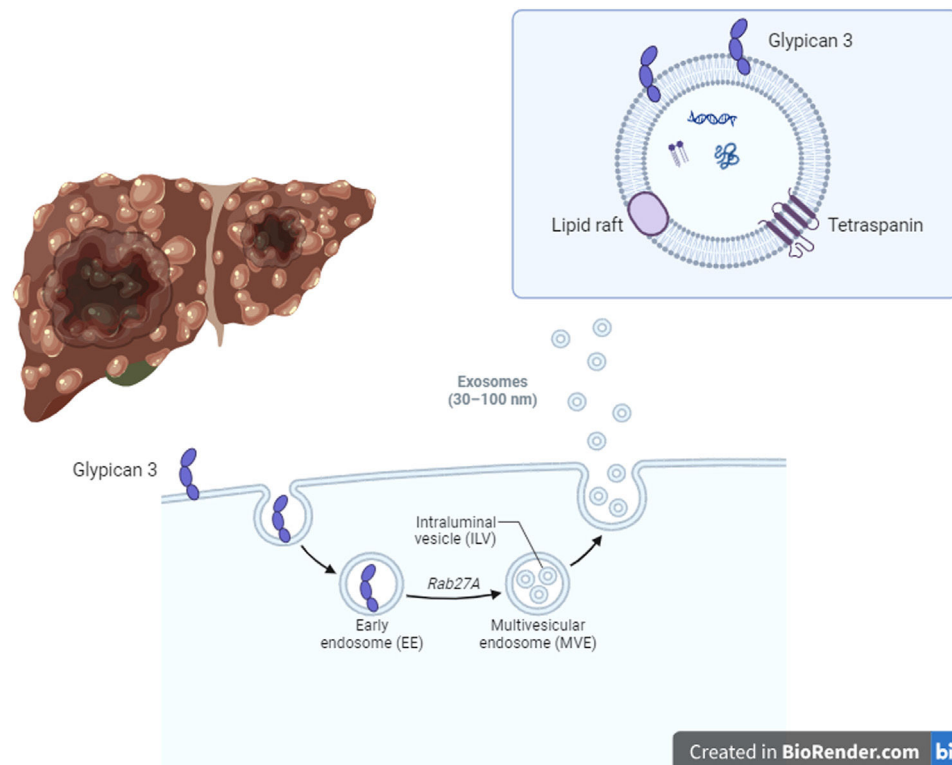 Glypican 3
Lipid raft
Tetraspanin
Exosomes
(30–100 nm)
Glypican 3
Intraluminal
vesicle (ILV)
Rab27A
Early
endosome (EE)
Multivesicular
endosome (MVE)
Created in BioRender.com bi